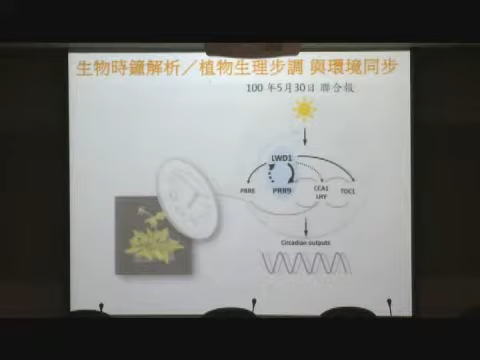 生物時鐘解析／植物生理步調 與環境同步
100 年5月30日 聯合報
LWD1
PRR9
CCA1
LHY
TOC1
Circadian outputs